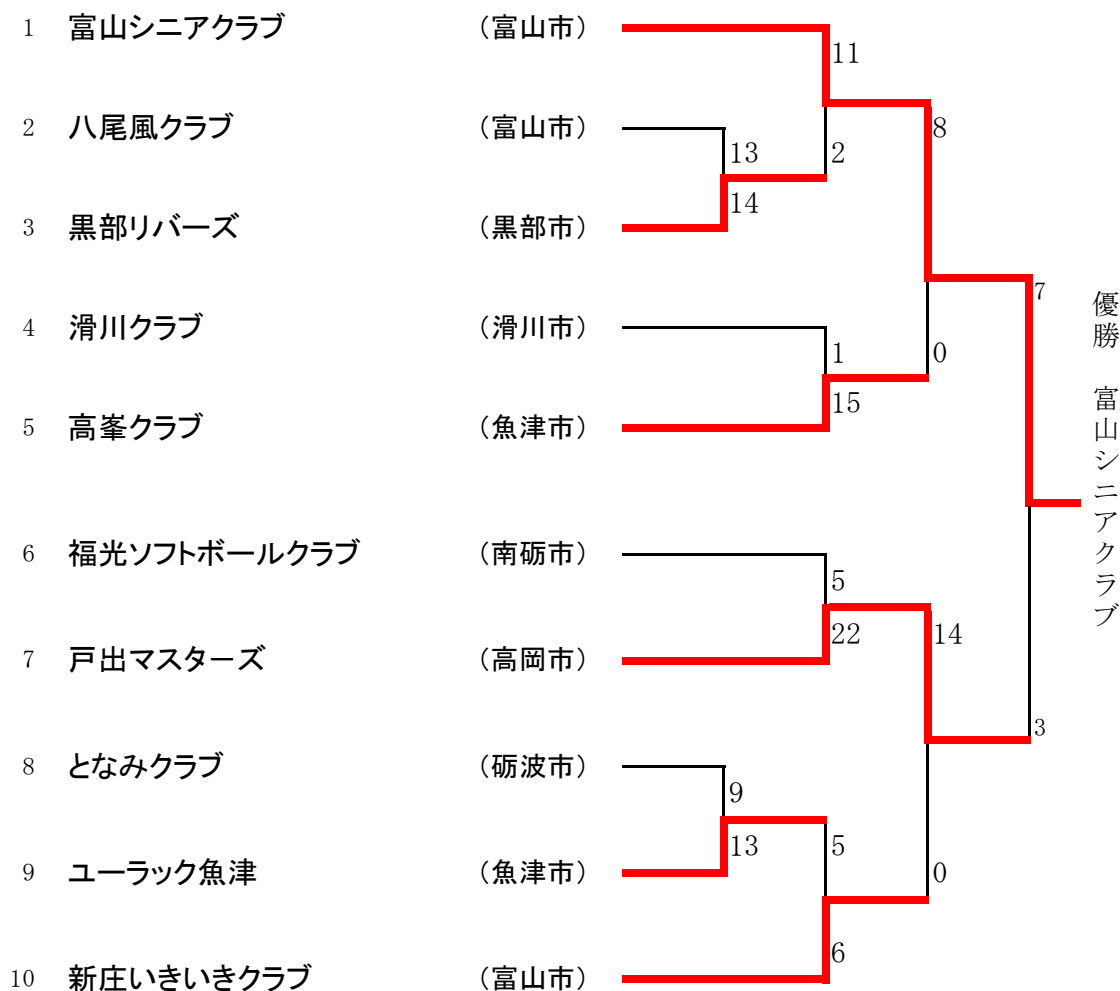 1 富山シニアクラブ （富山市）
11
2 八尾風クラブ （富山市）
8
13
2
14
3 黒部リバーズ （黒部市）
7
4 滑川クラブ （滑川市）
1
0
15
5 高峯クラブ （魚津市）
優勝　富山シニアクラブ
6 福光ソフトボールクラブ （南砺市）
5
22
14
7 戸出マスターズ （高岡市）
3
8 となみクラブ （砺波市）
9
13
5
9 ユーラック魚津 （魚津市）
0
6
10 新庄いきいきクラブ （富山市）